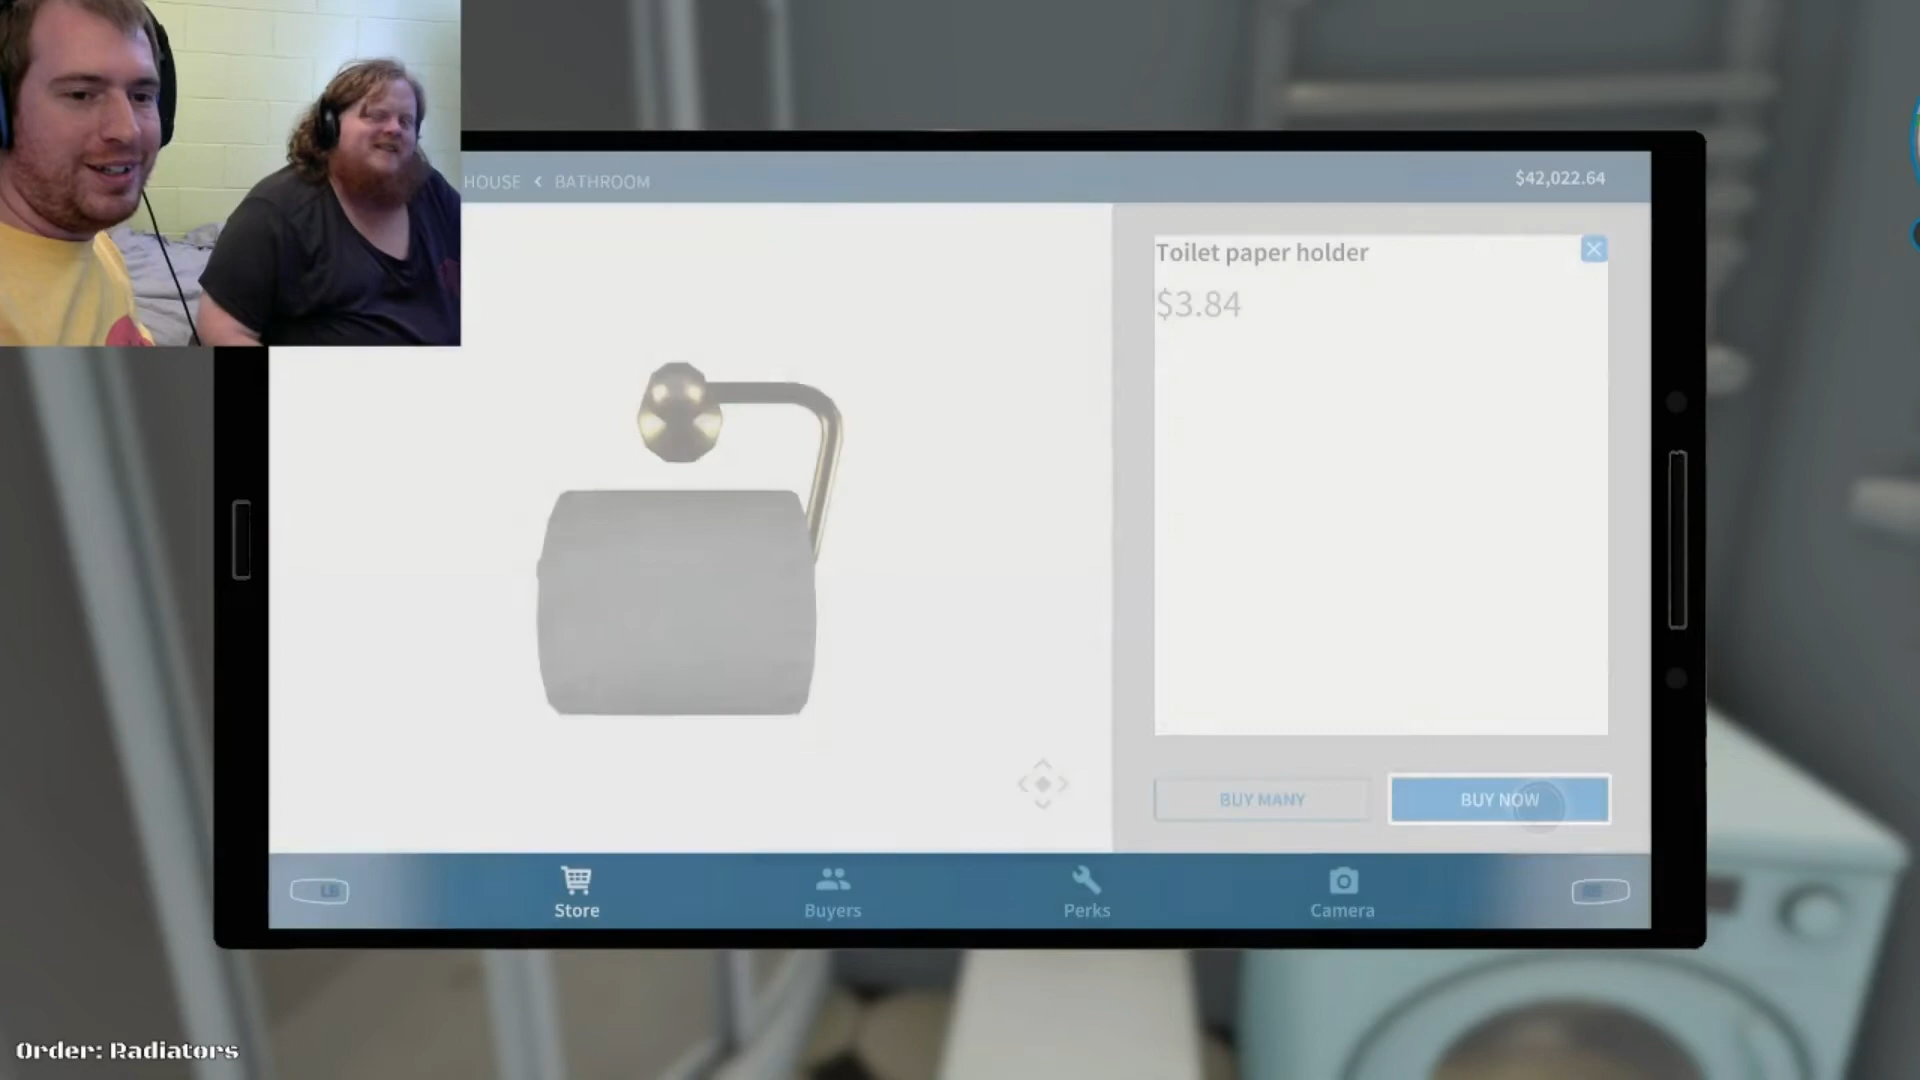 HOUSE < BATHROOM
$42,022.64
Toilet paper holder
$3.84
BUY MANY
BUY NOW
LB
Store
Buyers
Perks
Camera
Order: Radiators